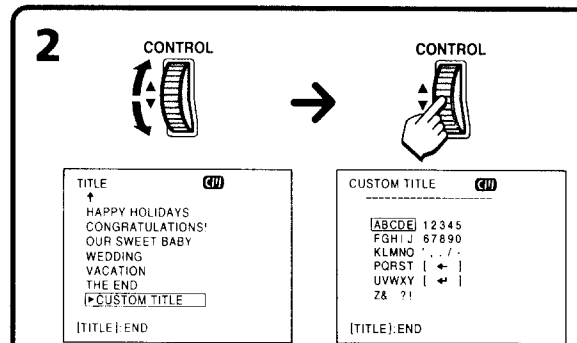 2
CONTROL
CONTROL
TITLE
↑
HAPPY HOLIDAYS
CONGRATULATIONS!
OUR SWEET BABY
WEDDING
VACATION
THE END
▶CUSTOM TITLE
[TITLE]:END
CUSTOM TITLE
ABCDE 12345
FGHIJ 67890
KLMNO ',./-
PQRST [ ← ]
UVWXY [ ↵ ]
Z& ?!
[TITLE]:END